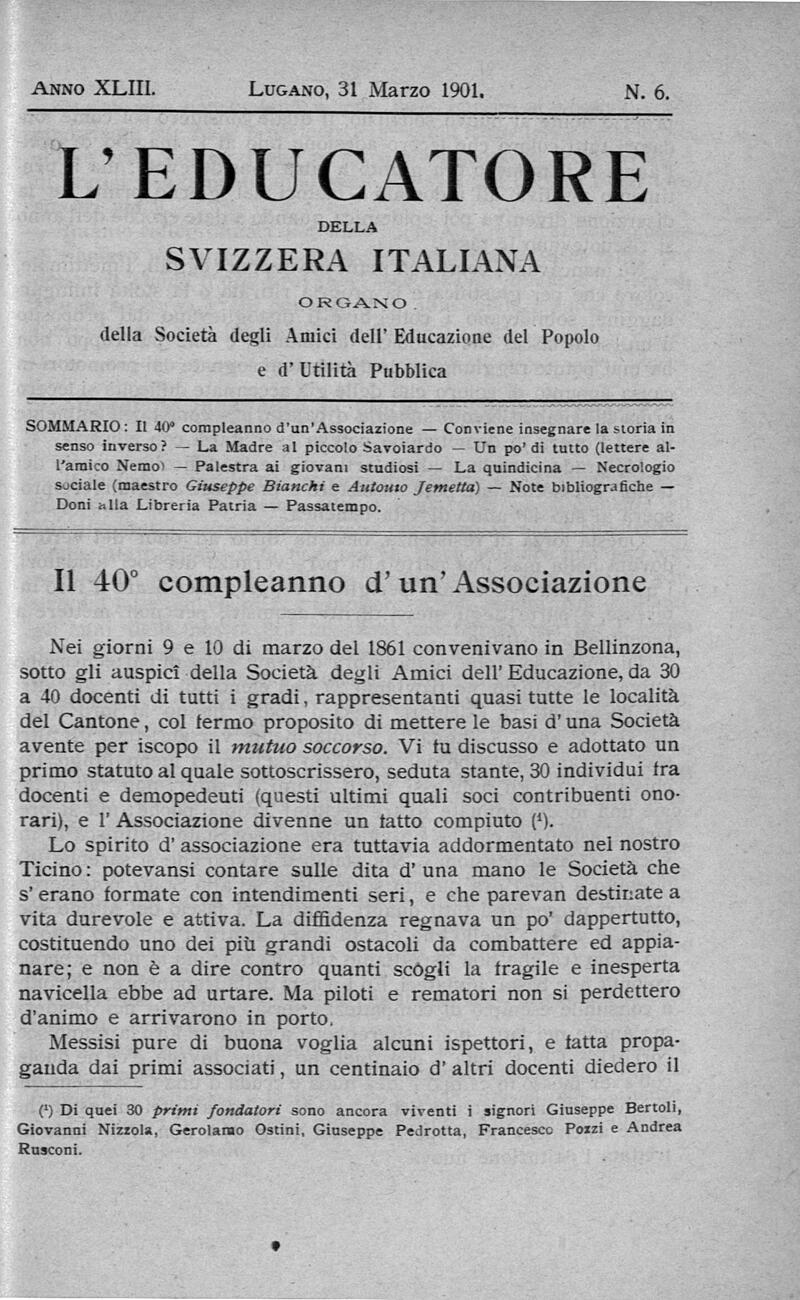 ANNO XLIII. LUGANO, 31 Marzo 1901. N. 6.
L'EDUCATORE
DELLA
SVIZZERA ITALIANA
ORGANO
della Società degli Amici dell' Educazione del Popolo
e d' Utilità Pubblica
SOMMARIO: Il 40º compleanno d'un'Associazione — Conviene insegnare la storia in
senso inverso? — La Madre al piccolo Savoiardo — Un po' di tutto (lettere al-
l'amico Nemo) — Palestra ai giovani studiosi — La quindicina — Necrologio
sociale (maestro Giuseppe Bianchi e Antonio Jemetta) — Note bibliografiche —
Doni alla Libreria Patria — Passatempo.
Il 40° compleanno d' un' Associazione
Nei giorni 9 e 10 di marzo del 1861 convenivano in Bellinzona,
sotto gli auspicî della Società degli Amici dell' Educazione, da 30
a 40 docenti di tutti i gradi, rappresentanti quasi tutte le località
del Cantone, col fermo proposito di mettere le basi d' una Società
avente per iscopo il mutuo soccorso. Vi fu discusso e adottato un
primo statuto al quale sottoscrissero, seduta stante, 30 individui fra
docenti e demopedeuti (questi ultimi quali soci contribuenti ono-
rari), e l' Associazione divenne un fatto compiuto (¹).
Lo spirito d' associazione era tuttavia addormentato nel nostro
Ticino: potevansi contare sulle dita d' una mano le Società che
s' erano formate con intendimenti seri, e che parevan destinate a
vita durevole e attiva. La diffidenza regnava un po' dappertutto,
costituendo uno dei più grandi ostacoli da combattere ed appia-
nare; e non è a dire contro quanti scògli la fragile e inesperta
navicella ebbe ad urtare. Ma piloti e rematori non si perdettero
d'animo e arrivarono in porto.
Messisi pure di buona voglia alcuni ispettori, e fatta propa-
ganda dai primi associati, un centinaio d' altri docenti diedero il
(¹) Di quei 30 primi fondatori sono ancora viventi i signori Giuseppe Bertoli,
Giovanni Nizzola, Gerolamo Ostini, Giuseppe Pedrotta, Francesco Pozzi e Andrea
Rusconi.